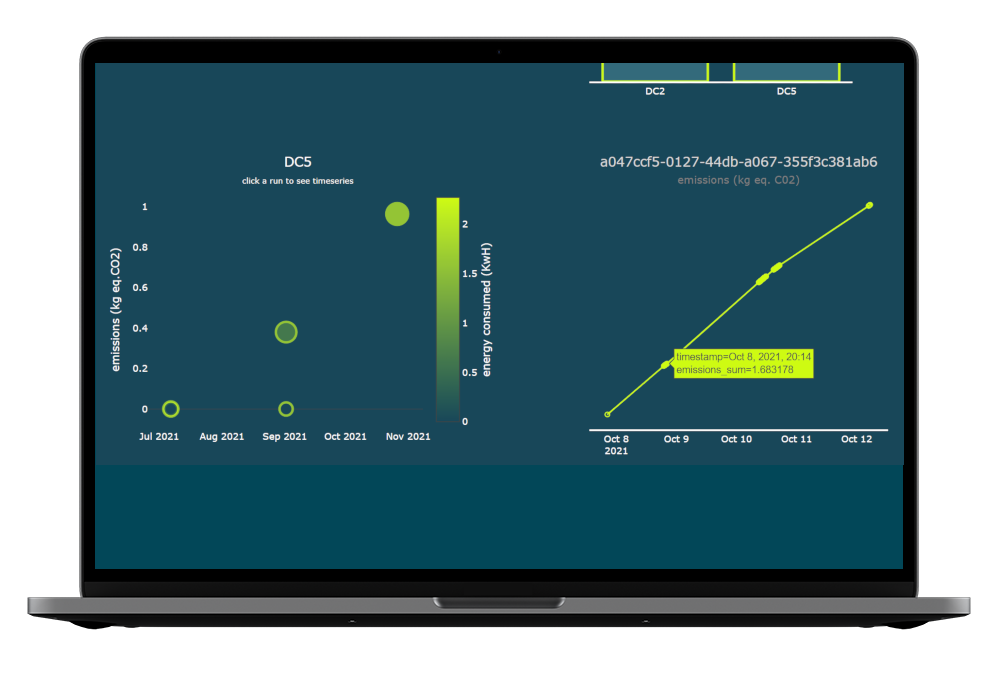 DC2
DC5
DC5
click a run to see timeseries
emissions (kg eq.CO2)
1
0.8
0.6
0.4
0.2
0
Jul 2021
Aug 2021
Sep 2021
Oct 2021
Nov 2021
2
1.5
1
0.5
0
energy consumed (KwH)
a047ccf5-0127-44db-a067-355f3c381ab6
emissions (kg eq. C02)
timestamp=Oct 8, 2021, 20:14
emissions_sum=1.683178
Oct 8
2021
Oct 9
Oct 10
Oct 11
Oct 12